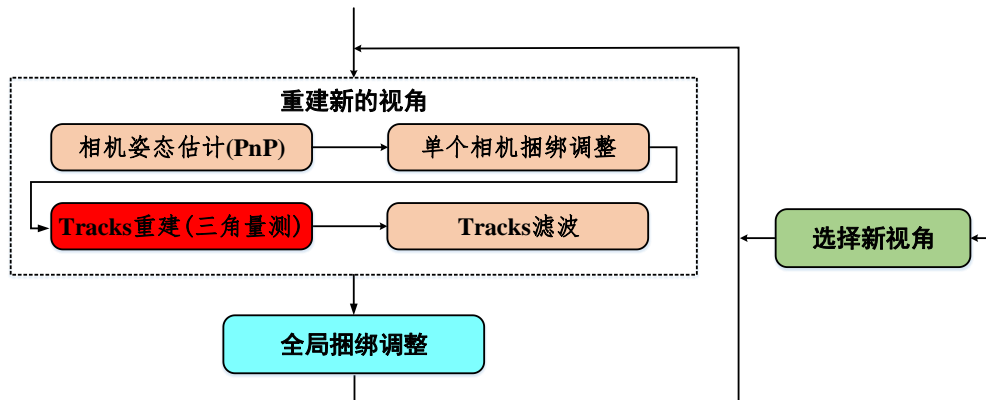 重建新的视角
相机姿态估计(PnP)
单个相机捆绑调整
Tracks重建(三角量测)
Tracks滤波
选择新视角
全局捆绑调整